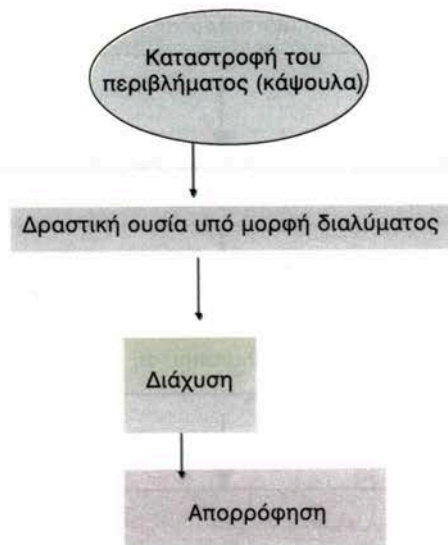 Καταστροφή του
περιβλήματος (κάψουλα)
Δραστική ουσία υπό μορφή διαλύματος
Διάχυση
Απορρόφηση